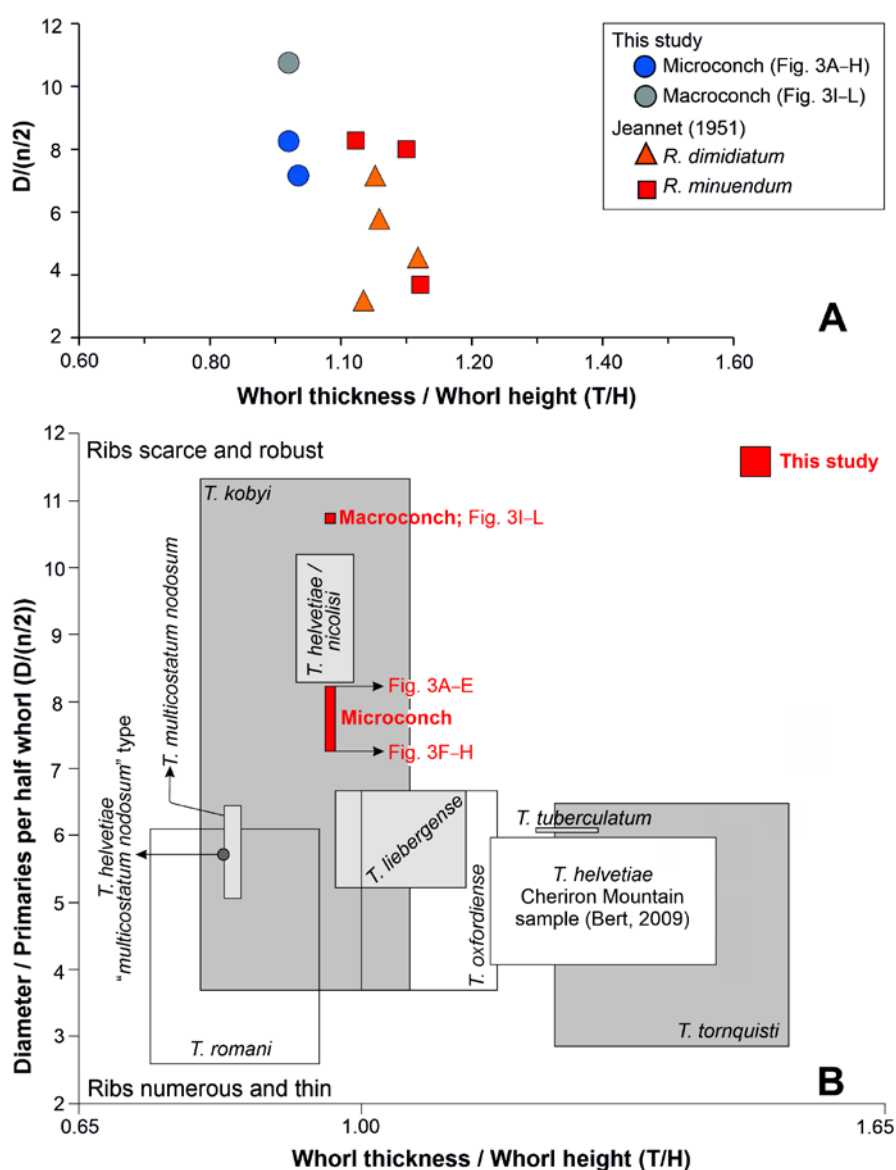 This study
Microconch (Fig. 3A–H)
Macroconch (Fig. 3I–L)
Jeannet (1951)
R. dimidiatum
R. minuendum
12
10
8
6
4
2
D/(n/2)
0.60
0.80
1.10
1.20
1.40
1.60
Whorl thickness / Whorl height (T/H)
A
12
11
10
9
8
7
6
5
4
3
2
Diameter / Primaries per half whorl (D/(n/2))
Ribs scarce and robust
This study
T. kobyi
Macroconch; Fig. 3I–L
T. multicostatum nodosum
T. helvetiae /
nicolisi
Fig. 3A–E
Microconch
Fig. 3F–H
T. helvetiae
“multicostatum nodosum” type
T. liebergense
T. oxfordiense
T. tuberculatum
T. helvetiae
Cheriron Mountain
sample (Bert, 2009)
T. romani
T. tornquisti
Ribs numerous and thin
B
0.65
1.00
1.65
Whorl thickness / Whorl height (T/H)